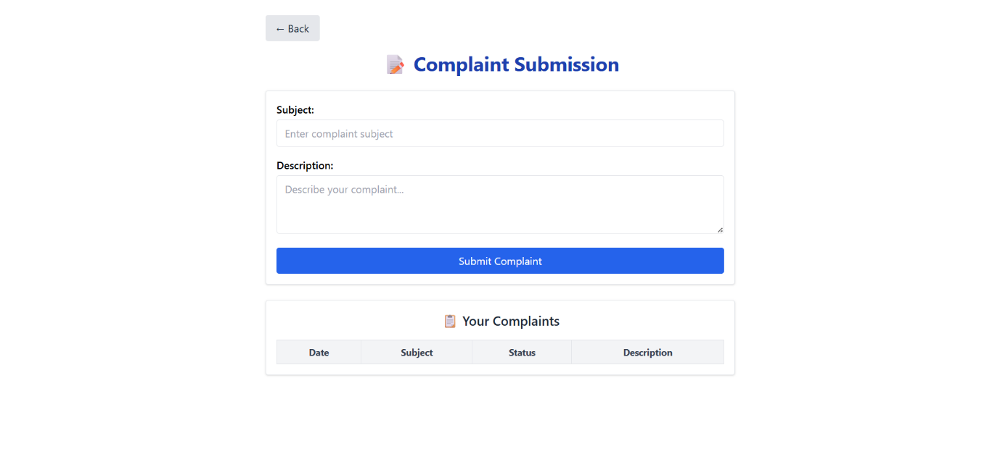 ← Back
📝 Complaint Submission
Subject:
Enter complaint subject
Description:
Describe your complaint...
Submit Complaint
📋 Your Complaints
Date Subject Status Description